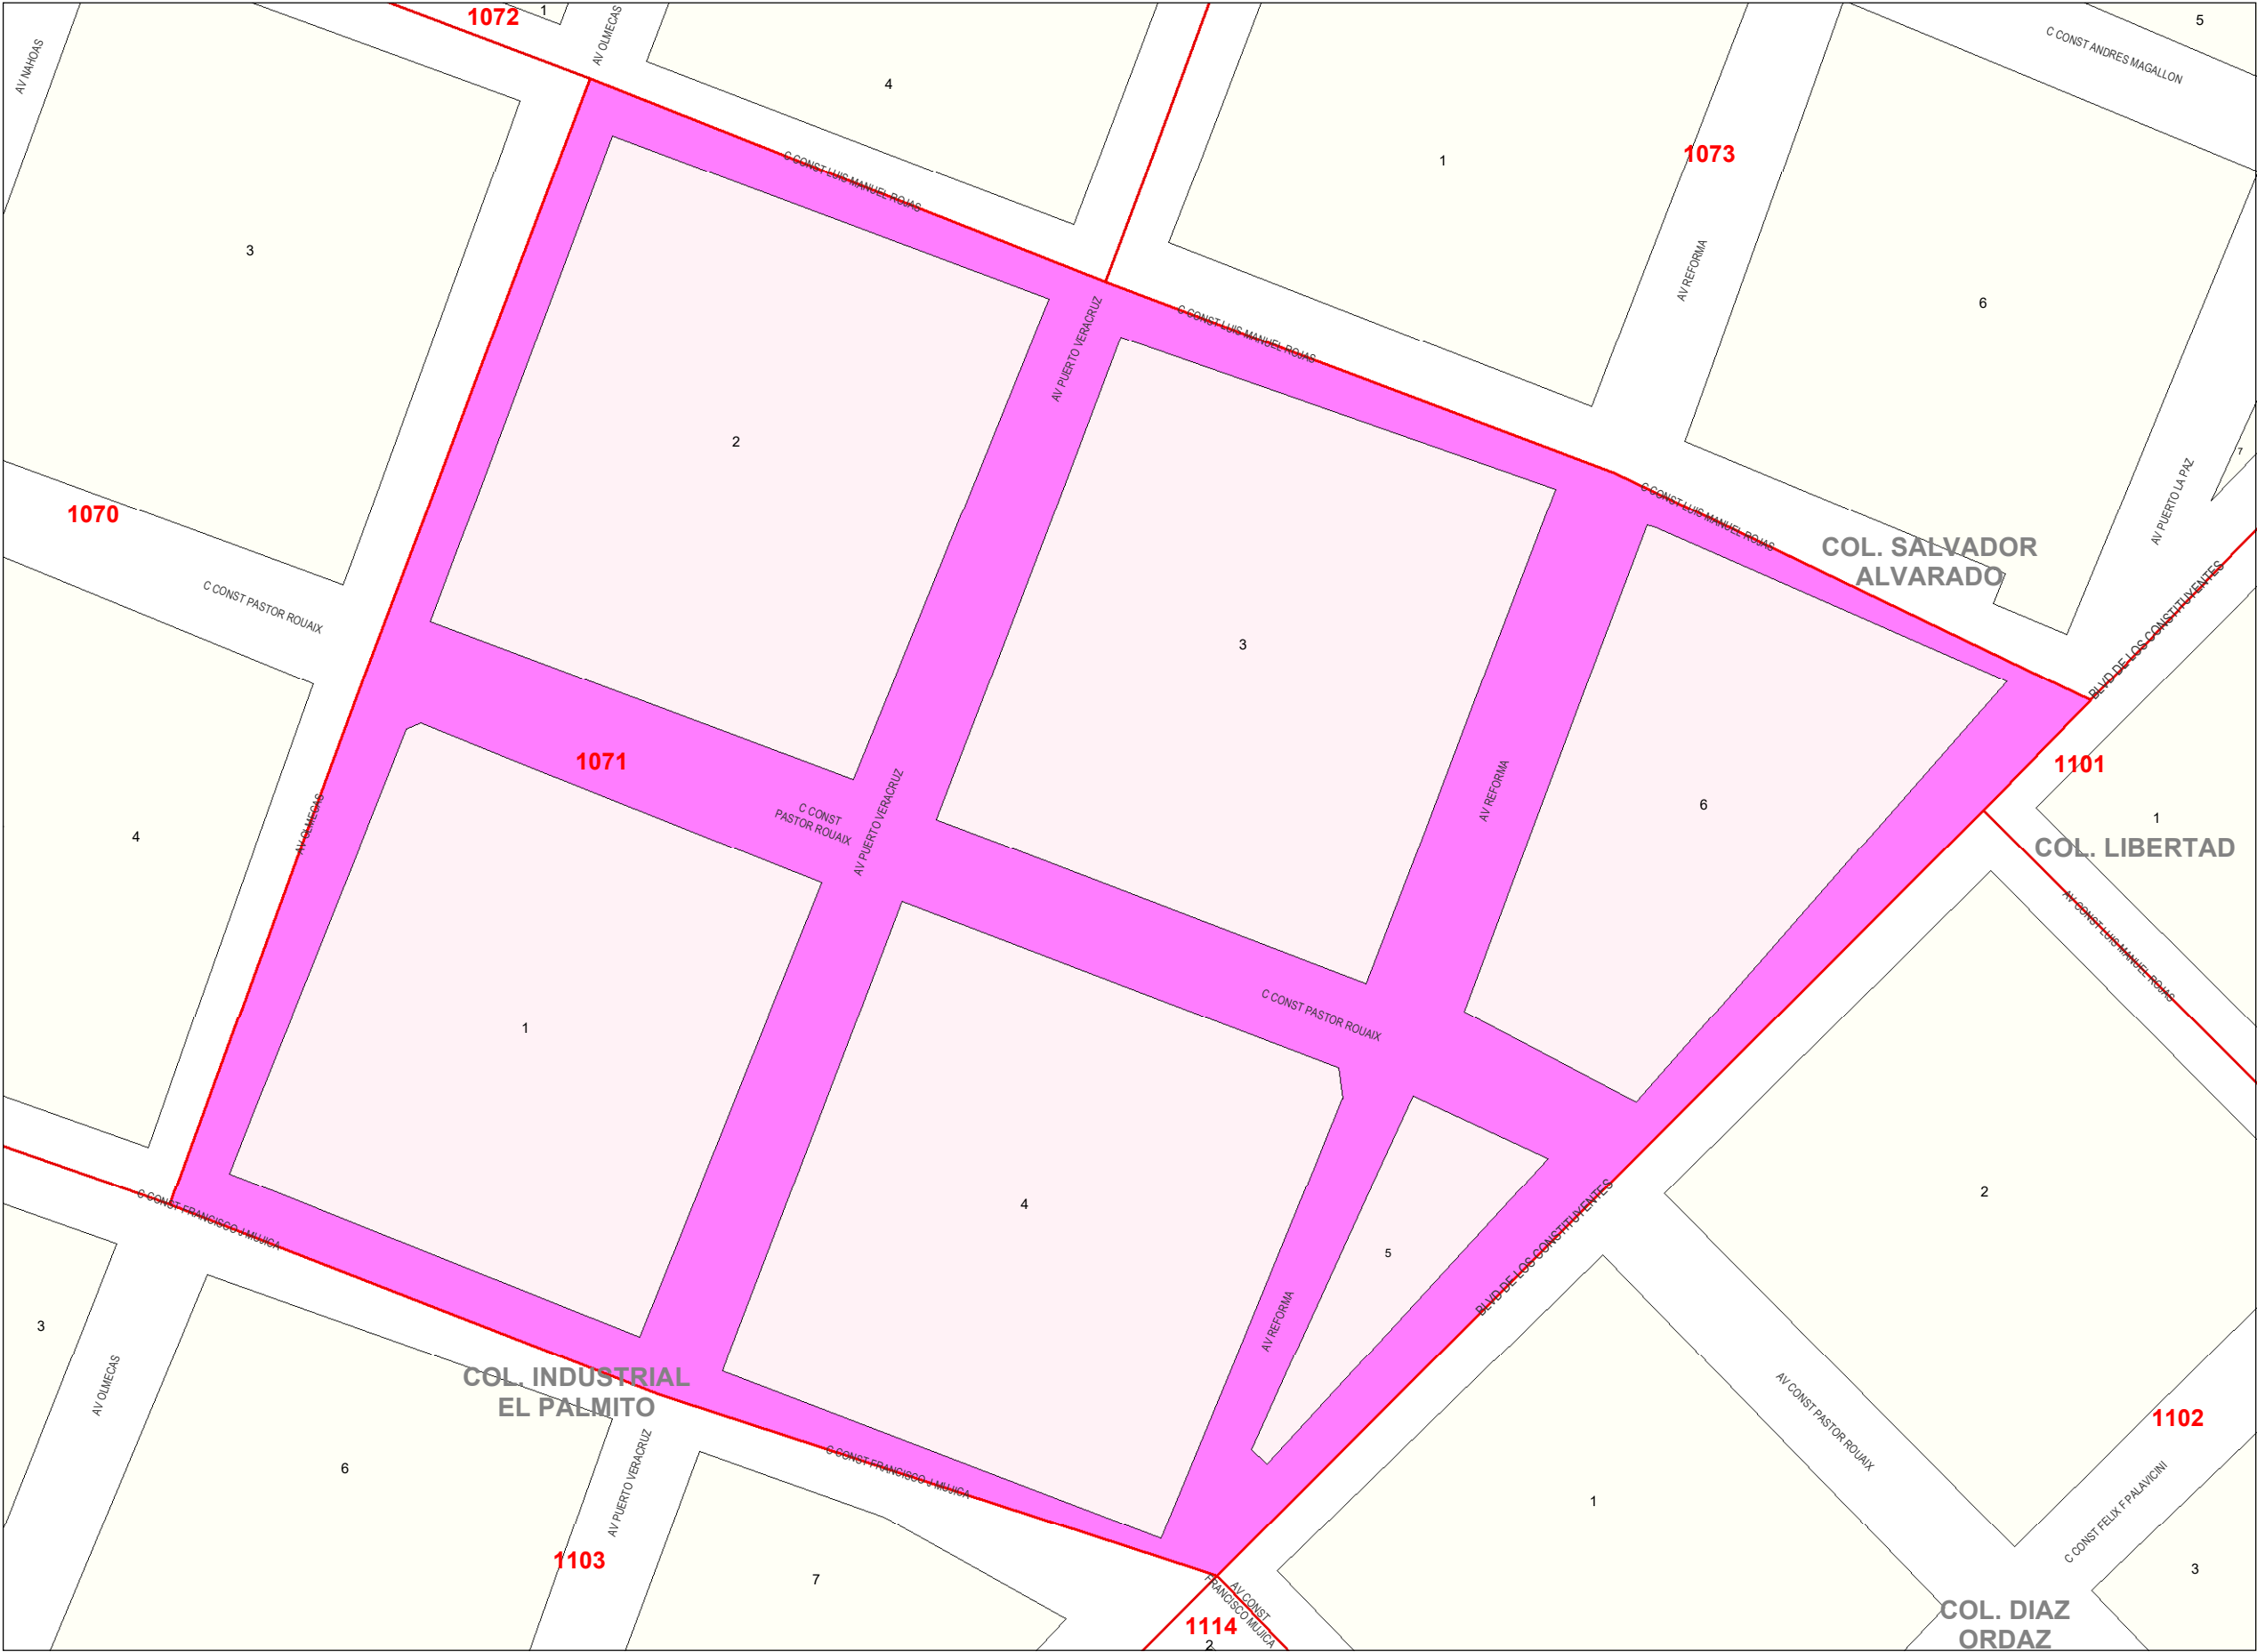 1072
1
AV OLMECAS
AV NAHOAS
4
5
C CONST ANDRES MAGALLON
1
1073
C CONST LUIS MANUEL ROJAS
3
AV REFORMA
6
AV PUERTO VERACRUZ
C CONST LUIS MANUEL ROJAS
2
7
AV PUERTO LA PAZ
1070
C CONST LUIS MANUEL ROJAS
COL. SALVADOR
ALVARADO
BLVD DE LOS CONSTITUYENTES
C CONST PASTOR ROUAIX
3
1071
1101
AV REFORMA
6
C CONST
PASTOR ROUAIX
AV PUERTO VERACRUZ
AV OLMECAS
4
1
COL. LIBERTAD
AV CONST LUIS MANUEL ROJAS
C CONST PASTOR ROUAIX
1
4
2
C CONST FRANCISCO J MUJICA
5
BLVD DE LOS CONSTITUYENTES
AV REFORMA
3
AV OLMECAS
COL. INDUSTRIAL
EL PALMITO
AV CONST PASTOR ROUAIX
1102
6
AV PUERTO VERACRUZ
C CONST FRANCISCO J MUJICA
1
C CONST FELIX F PALAVICINI
1103
7
3
AV CONST
FRANCISCO MUJICA
1114
2
COL. DIAZ
ORDAZ